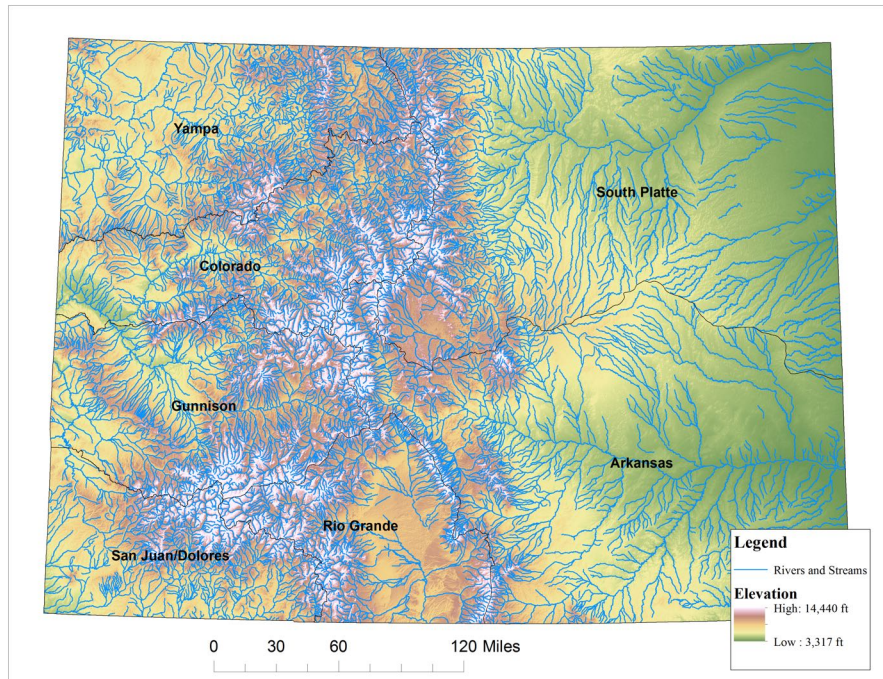 Yampa
South Platte
Colorado
Gunnison
Arkansas
Rio Grande
San Juan/Dolores
Legend
Rivers and Streams
Elevation
High: 14,440 ft
Low : 3,317 ft
0 30 60 120 Miles